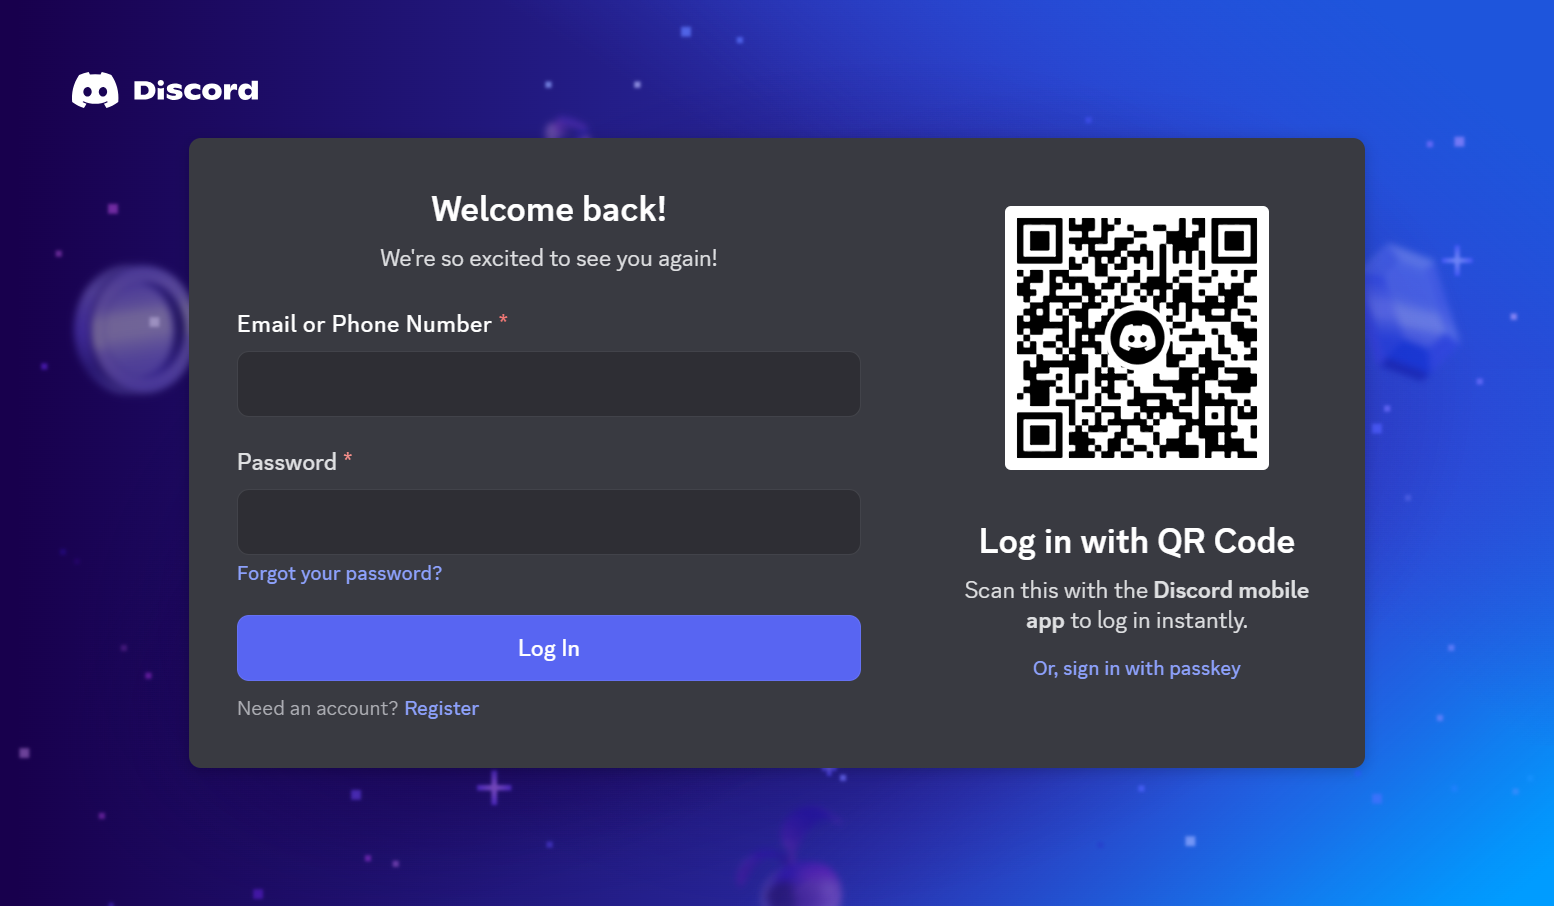 Discord
Welcome back!
We're so excited to see you again!
Email or Phone Number *
Password *
Forgot your password?
Log In
Need an account? Register
Log in with QR Code
Scan this with the Discord mobile
app to log in instantly.
Or, sign in with passkey